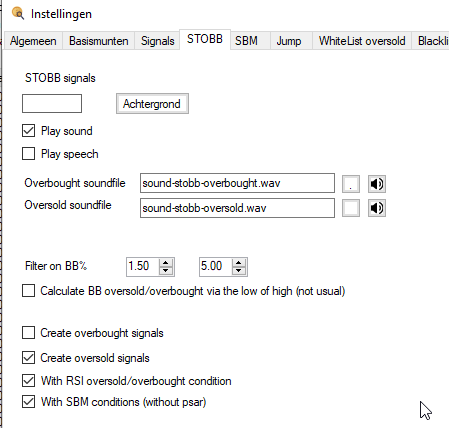 Instellingen
Algemeen Basismunten Signals STOBB SBM Jump WhiteList oversold Blackli
STOBB signals
Achtergrond
Play sound
Play speech
Overbought soundfile sound-stobb-overbought.wav .
Oversold soundfile sound-stobb-oversold.wav
Filter on BB% 1.50 5.00
Calculate BB oversold/overbought via the low of high (not usual)
Create overbought signals
Create oversold signals
With RSI oversold/overbought condition
With SBM conditions (without psar)